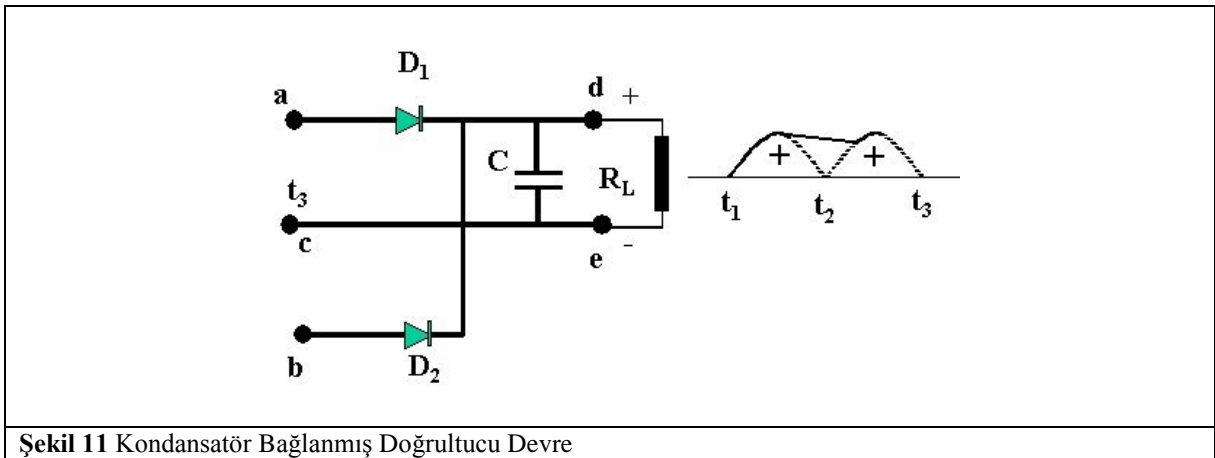 D1
a
d +
C
RL
+ +
t1 t2 t3
t3
c
e -
b
D2
Şekil 11 Kondansatör Bağlanmış Doğrultucu Devre